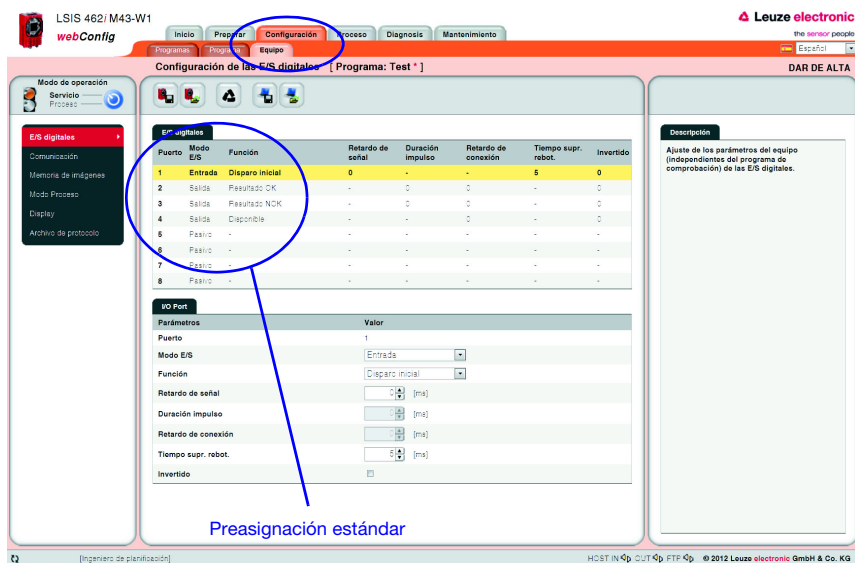 LSIS 462i M43-W1
webConfig
Leuze electronic
the sensor people
Inicio Preparar Configuración Proceso Diagnosis Mantenimiento
Programas Programa Equipo
Español
Configuración de las E/S digitales [ Programa: Test * ]
DAR DE ALTA
Modo de operación
Servicio
Proceso
E/S digitales
Comunicación
Memoria de imágenes
Modo Proceso
Display
Archivo de protocolo
E/S digitales
Puerto Modo E/S Función Retardo de señal Duración impulso Retardo de conexión Tiempo supr. rebot. Invertido
1 Entrada Disparo inicial 0 - - 5 0
2 Salida Resultado OK - 0 0 - 0
3 Salida Resultado NOK - 0 0 - 0
4 Salida Disponible - 0 0 - 0
5 Pasivo - - - - - -
6 Pasivo - - - - - -
7 Pasivo - - - - - -
8 Pasivo - - - - - -
I/O Port
Parámetros Valor
Puerto 1
Modo E/S Entrada
Función Disparo inicial
Retardo de señal 0 [ms]
Duración impulso 0 [ms]
Retardo de conexión 0 [ms]
Tiempo supr. rebot. 5 [ms]
Invertido
Preasignación estándar
Descripción
Ajuste de los parámetros del equipo
(independientes del programa de
comprobación) de las E/S digitales.
[Ingeniero de planificación]
HOST IN OUT FTP © 2012 Leuze electronic GmbH & Co. KG